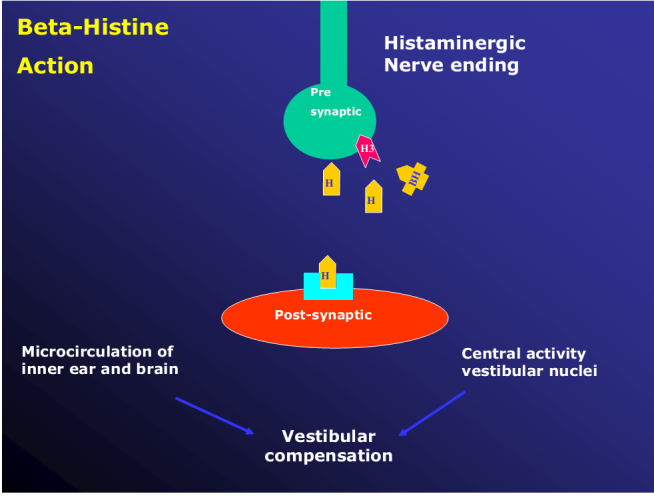 Beta-Histine
Action
Histaminergic
Nerve ending
Pre
synaptic
H3
H
H
BH
H
Post-synaptic
Microcirculation of
inner ear and brain
Central activity
vestibular nuclei
Vestibular
compensation